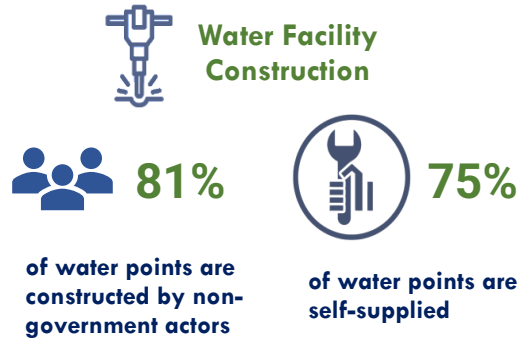 Water Facility
Construction
81%
of water points are
constructed by non-
government actors
75%
of water points are
self-supplied